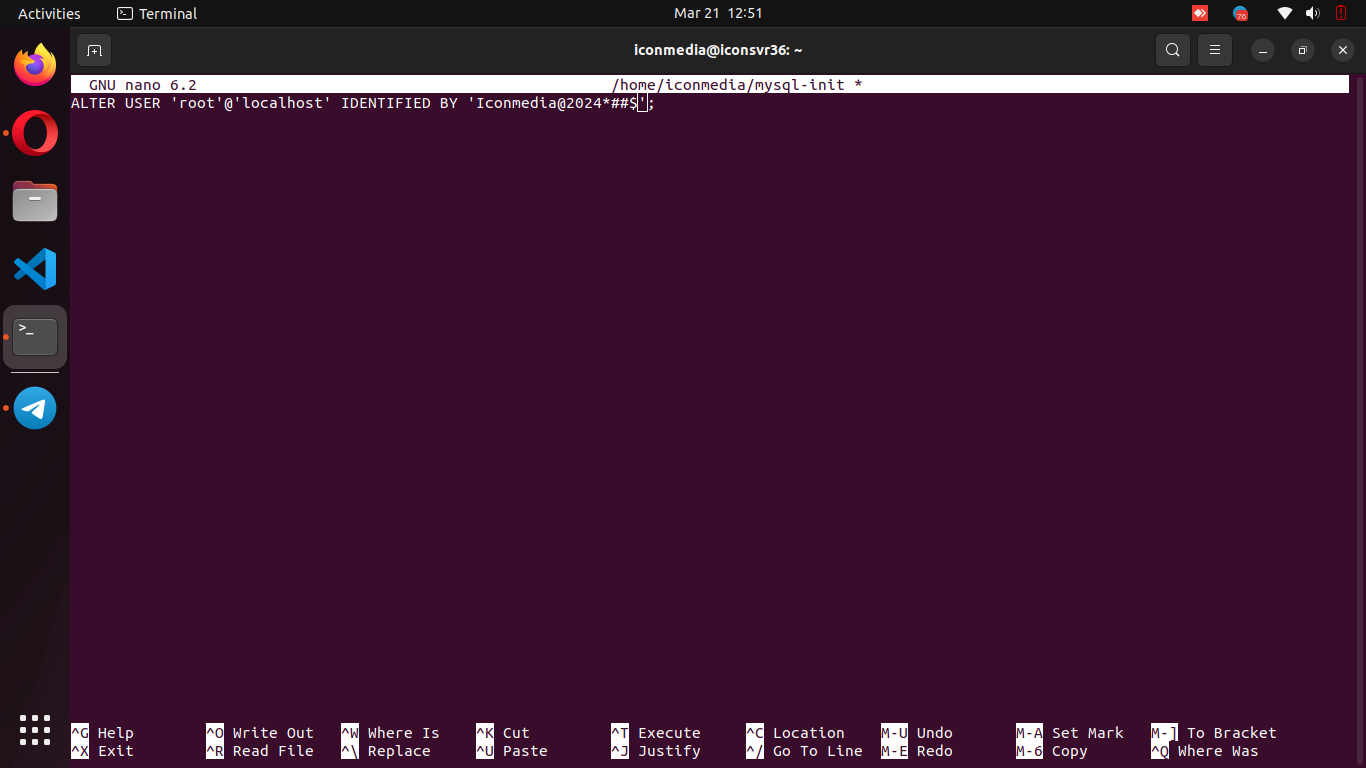 Activities
Terminal
Mar 21 12:51
76
iconmedia@iconsvr36: ~
GNU nano 6.2 /home/iconmedia/mysql-init *
ALTER USER 'root'@'localhost' IDENTIFIED BY 'Iconmedia@2024*##$';
^G Help ^O Write Out ^W Where Is ^K Cut ^T Execute ^C Location M-U Undo M-A Set Mark M-] To Bracket
^X Exit ^R Read File ^\ Replace ^U Paste ^J Justify ^/ Go To Line M-E Redo M-6 Copy ^Q Where Was